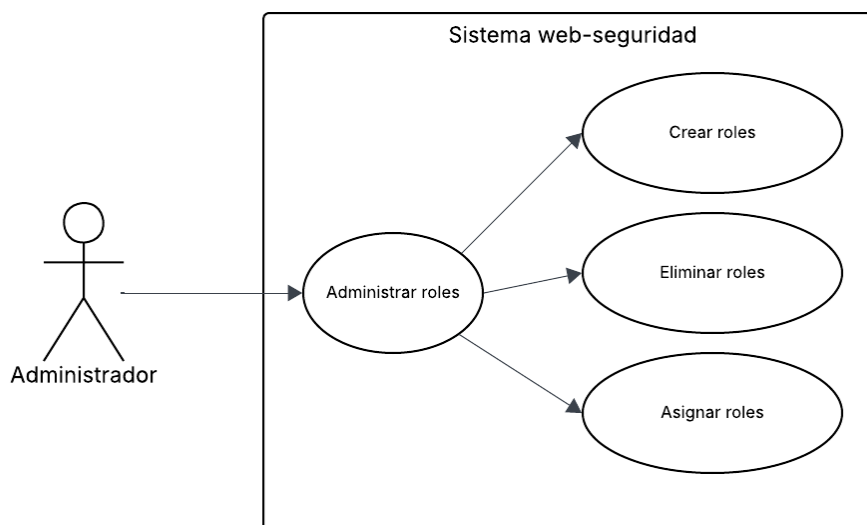 Sistema web-seguridad
Crear roles
Eliminar roles
Administrar roles
Administrador
Asignar roles